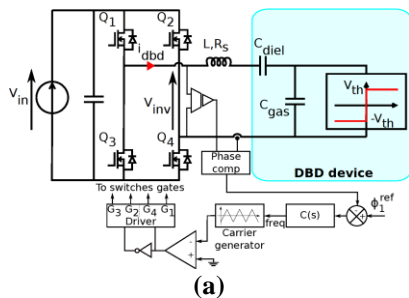 Q1
Q2
i dbd
L,Rs
Cdiel
Vin
Vinv
Cgas
Vth
-Vth
Q3
Q4
Phase
comp
DBD device
To switches gates
G3 G2 G4 G1
Driver
Carrier
generator
freq
C(s)
ϕ1ref
+
-
-
+
(a)